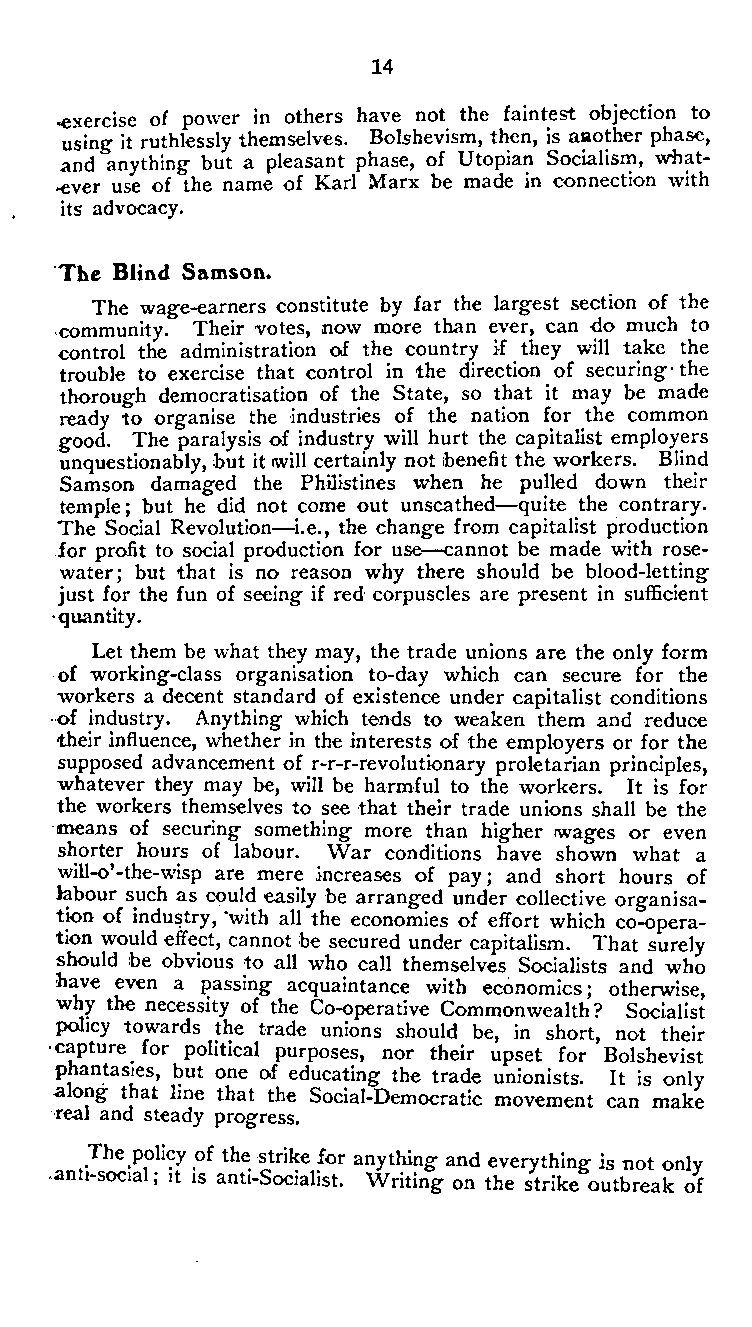 14
exercise of power in others have not the faintest objection to
using it ruthlessly themselves. Bolshevism, then, is another phase,
and anything but a pleasant phase, of Utopian Socialism, what-
ever use of the name of Karl Marx be made in connection with
its advocacy.
The Blind Samson.
The wage-earners constitute by far the largest section of the
community. Their votes, now more than ever, can do much to
control the administration of the country if they will take the
trouble to exercise that control in the direction of securing the
thorough democratisation of the State, so that it may be made
ready to organise the industries of the nation for the common
good. The paralysis of industry will hurt the capitalist employers
unquestionably, but it will certainly not benefit the workers. Blind
Samson damaged the Philistines when he pulled down their
temple; but he did not come out unscathed—quite the contrary.
The Social Revolution—i.e., the change from capitalist production
for profit to social production for use—cannot be made with rose-
water; but that is no reason why there should be blood-letting
just for the fun of seeing if red corpuscles are present in sufficient
quantity.
Let them be what they may, the trade unions are the only form
of working-class organisation to-day which can secure for the
workers a decent standard of existence under capitalist conditions
of industry. Anything which tends to weaken them and reduce
their influence, whether in the interests of the employers or for the
supposed advancement of r-r-r-revolutionary proletarian principles,
whatever they may be, will be harmful to the workers. It is for
the workers themselves to see that their trade unions shall be the
means of securing something more than higher wages or even
shorter hours of labour. War conditions have shown what a
will-o'-the-wisp are mere increases of pay; and short hours of
labour such as could easily be arranged under collective organisa-
tion of industry, with all the economies of effort which co-opera-
tion would effect, cannot be secured under capitalism. That surely
should be obvious to all who call themselves Socialists and who
have even a passing acquaintance with economics; otherwise,
why the necessity of the Co-operative Commonwealth? Socialist
policy towards the trade unions should be, in short, not their
capture for political purposes, nor their upset for Bolshevist
phantasies, but one of educating the trade unionists. It is only
along that line that the Social-Democratic movement can make
real and steady progress.
The policy of the strike for anything and everything is not only
anti-social; it is anti-Socialist. Writing on the strike outbreak of